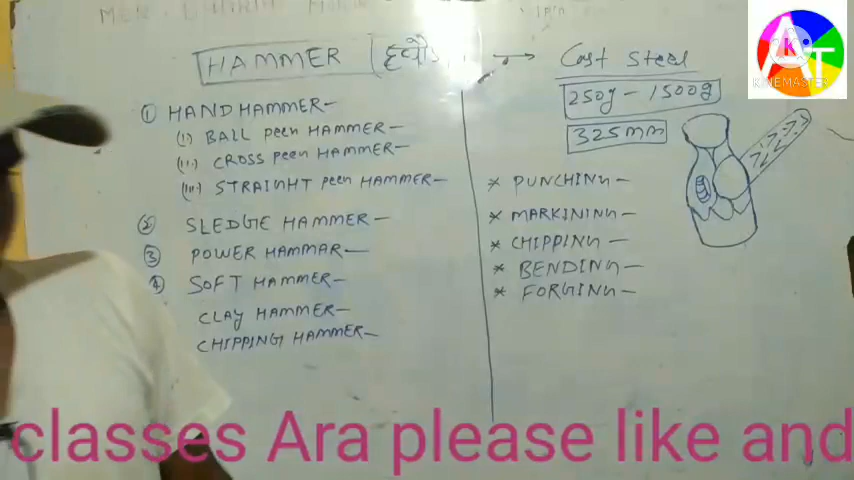 HAMMER
→ Cast Steel
250g - 1500g
325mm
① HAND HAMMER-
(i) BALL peen HAMMER-
(ii) CROSS peen HAMMER-
(iii) STRAIGHT peen HAMMER-
② SLEDGE HAMMER-
③ POWER HAMMAR-
④ SOFT HAMMER-
CLAY HAMMER-
CHIPPING HAMMER-
* PUNCHING-
* MARKINING-
* CHIPPING-
* BENDING-
* FORGING-
AT
K
KINEMASTER
classes Ara please like and